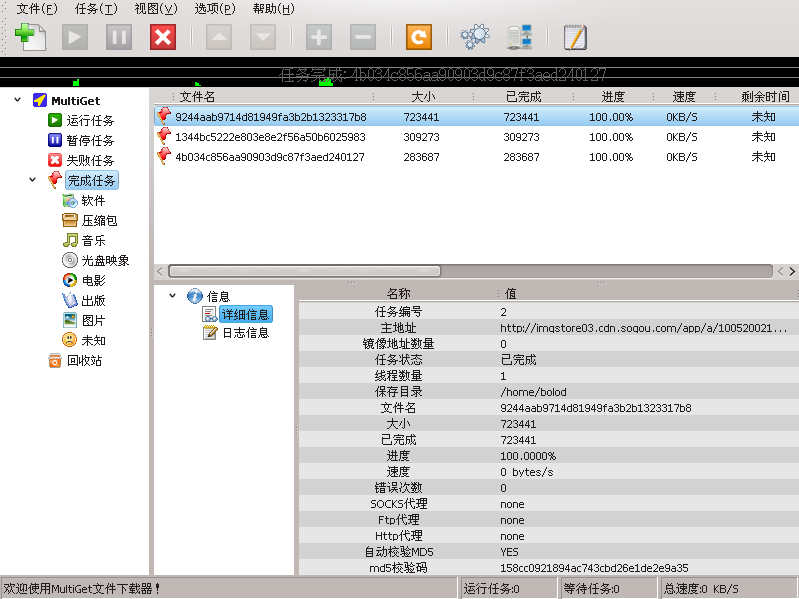 文件(F) 任务(T) 视图(V) 选项(P) 帮助(H)
任务完成: 4b034c856aa90903d9c87f3aed240127
MultiGet
运行任务
暂停任务
失败任务
完成任务
软件
压缩包
音乐
光盘映象
电影
出版
图片
未知
回收站
文件名 大小 已完成 进度 速度 剩余时间
9244aab9714d81949fa3b2b1323317b8 723441 723441 100.00% 0KB/S 未知
1344bc5222e803e8e2f56a50b6025983 309273 309273 100.00% 0KB/S 未知
4b034c856aa90903d9c87f3aed240127 283687 283687 100.00% 0KB/S 未知
信息
详细信息
日志信息
名称 值
任务编号 2
主地址 http://imgstore03.cdn.sogou.com/app/a/100520021...
镜像地址数量 0
任务状态 已完成
线程数量 1
保存目录 /home/bolod
文件名 9244aab9714d81949fa3b2b1323317b8
大小 723441
已完成 723441
进度 100.0000%
速度 0 bytes/s
错误次数 0
SOCKS代理 none
Ftp代理 none
Http代理 none
自动校验MD5 YES
md5校验码 158cc0921894ac743cbd26e1de2e9a35
欢迎使用MultiGet文件下载器! 运行任务:0 等待任务:0 总速度:0 KB/S